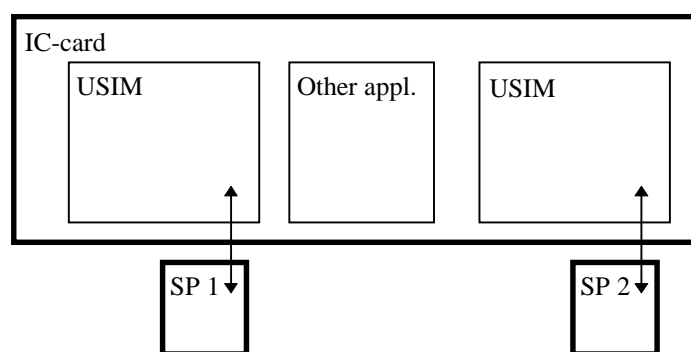 IC-card
USIM
Other appl.
USIM
SP 1
SP 2